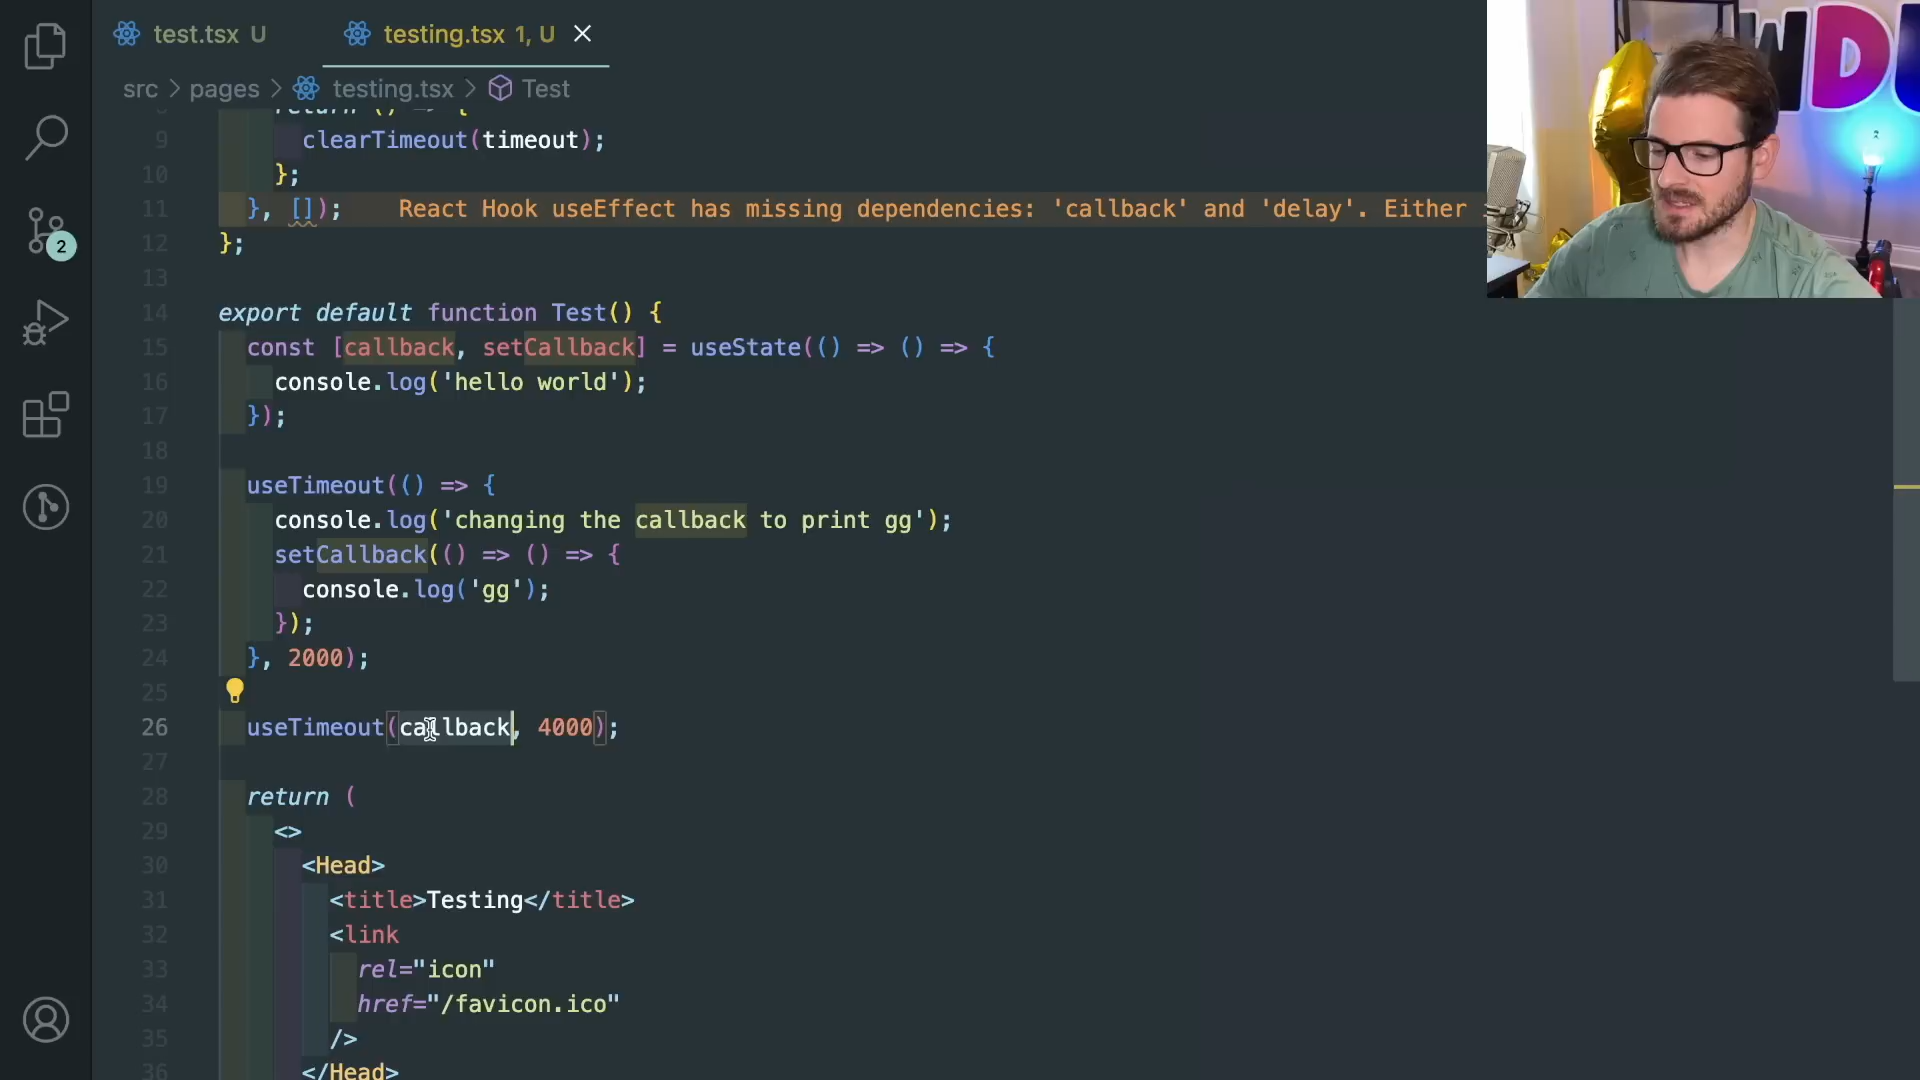 test.tsx U
testing.tsx 1, U
src > pages > testing.tsx > Test
return () => {
9 clearTimeout(timeout);
10 };
11 }, []); React Hook useEffect has missing dependencies: 'callback' and 'delay'. Either
12 };
13
14 export default function Test() {
15 const [callback, setCallback] = useState(() => () => {
16 console.log('hello world');
17 });
18
19 useTimeout(() => {
20 console.log('changing the callback to print gg');
21 setCallback(() => () => {
22 console.log('gg');
23 });
24 }, 2000);
25
26 useTimeout(callback, 4000);
27
28 return (
29 <>
30 <Head>
31 <title>Testing</title>
32 <link
33 rel="icon"
34 href="/favicon.ico"
35 />
36 </Head>
2
WD